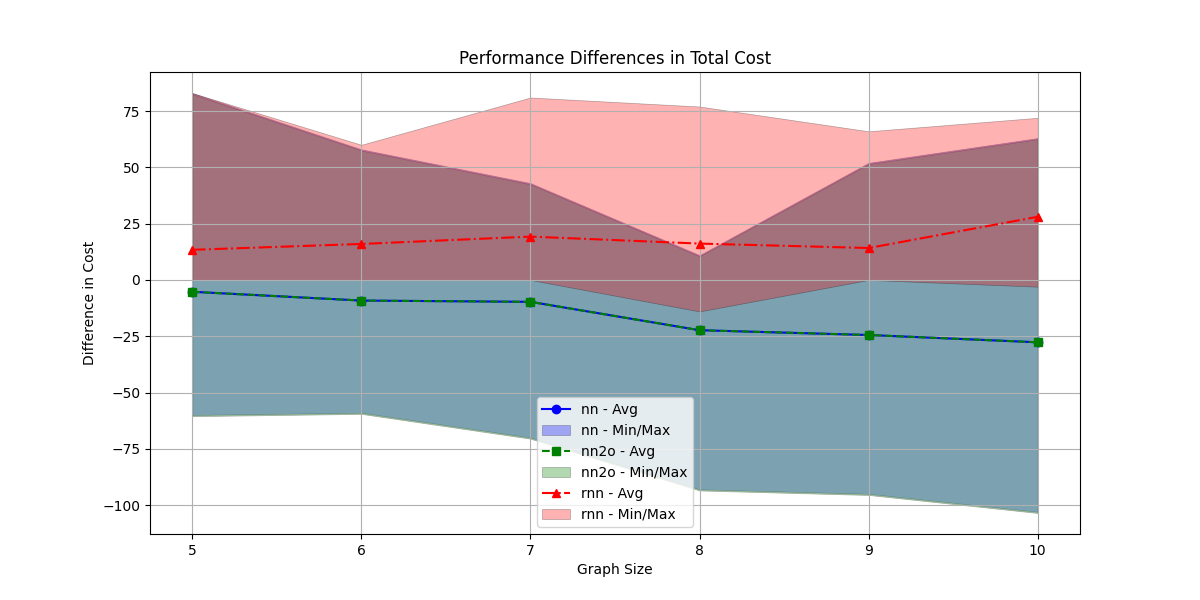 Performance Differences in Total Cost
Difference in Cost
75
50
25
0
−25
−50
−75
−100
nn - Avg
nn - Min/Max
nn2o - Avg
nn2o - Min/Max
rnn - Avg
rnn - Min/Max
5 6 7 8 9 10
Graph Size